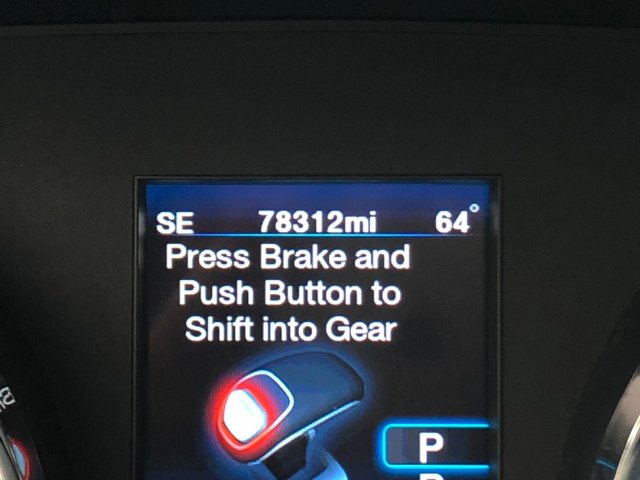 SE 78312mi 64°
Press Brake and
Push Button to
Shift into Gear
P